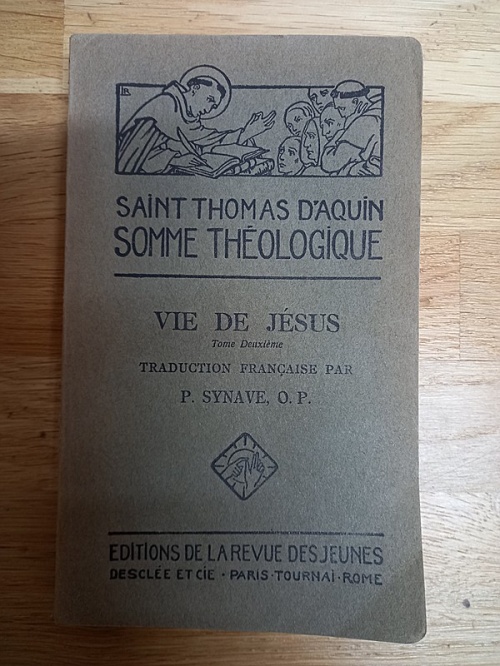 SAINT THOMAS D'AQUIN
SOMME THÉOLOGIQUE
VIE DE JÉSUS
Tome Deuxième
TRADUCTION FRANÇAISE PAR
P. SYNAVE, O. P.
EDITIONS DE LA REVUE DES JEUNES
DESCLÉE ET CIE · PARIS · TOURNAI · ROME